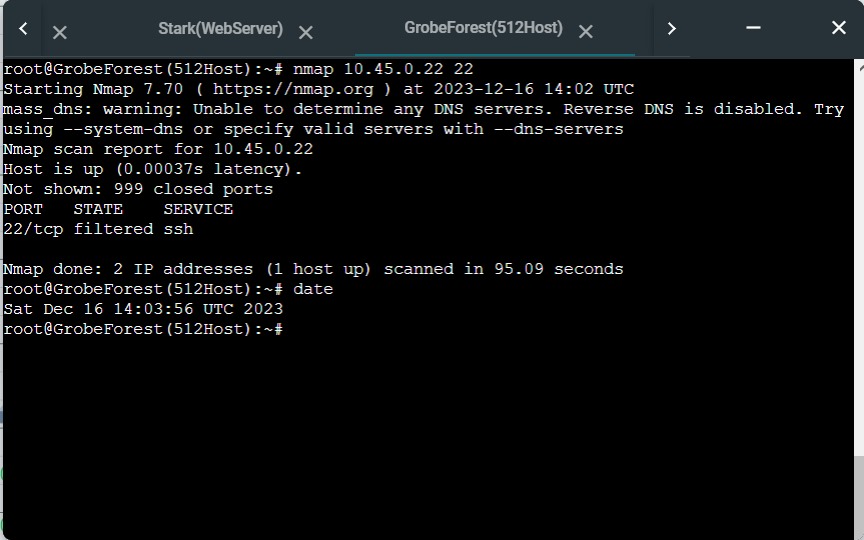 Stark(WebServer)
GrobeForest(512Host)
root@GrobeForest(512Host):~# nmap 10.45.0.22 22
Starting Nmap 7.70 ( https://nmap.org ) at 2023-12-16 14:02 UTC
mass_dns: warning: Unable to determine any DNS servers. Reverse DNS is disabled. Try
using --system-dns or specify valid servers with --dns-servers
Nmap scan report for 10.45.0.22
Host is up (0.00037s latency).
Not shown: 999 closed ports
PORT   STATE    SERVICE
22/tcp filtered ssh
Nmap done: 2 IP addresses (1 host up) scanned in 95.09 seconds
root@GrobeForest(512Host):~# date
Sat Dec 16 14:03:56 UTC 2023
root@GrobeForest(512Host):~#